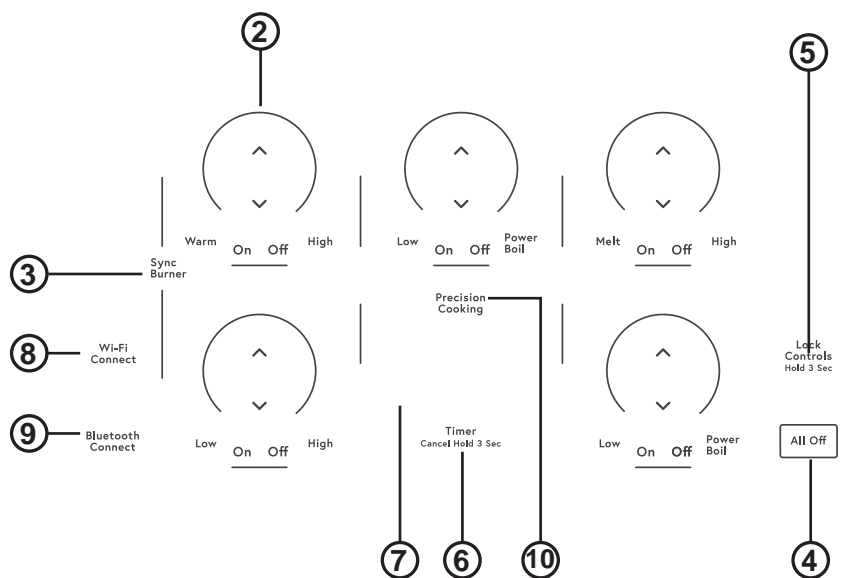 2
5
Warm
On Off
High
Low
On Off
Power
Boil
Melt
On Off
High
3
Sync
Burner
Precision
Cooking
8
Wi-Fi
Connect
Lock
Controls
Hold 3 Sec
9
Bluetooth
Connect
Low
On Off
High
Timer
Cancel Hold 3 Sec
Low
On Off
Power
Boil
All Off
7
6
10
4